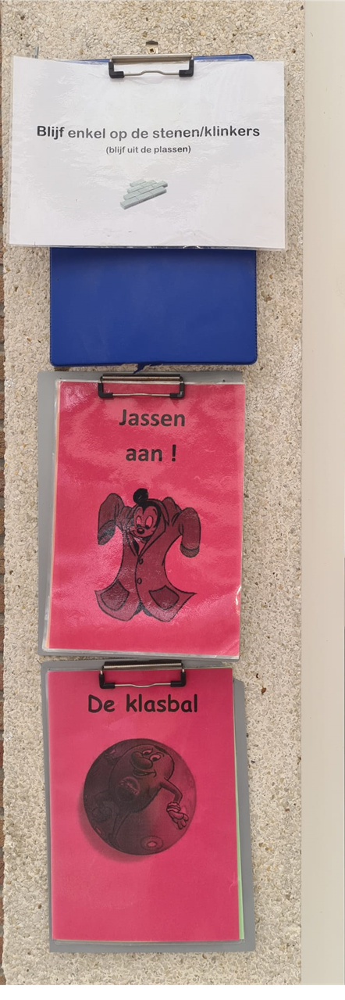 Blijf enkel op de stenen/klinkers
(blijf uit de plassen)
Jassen
aan !
De klasbal